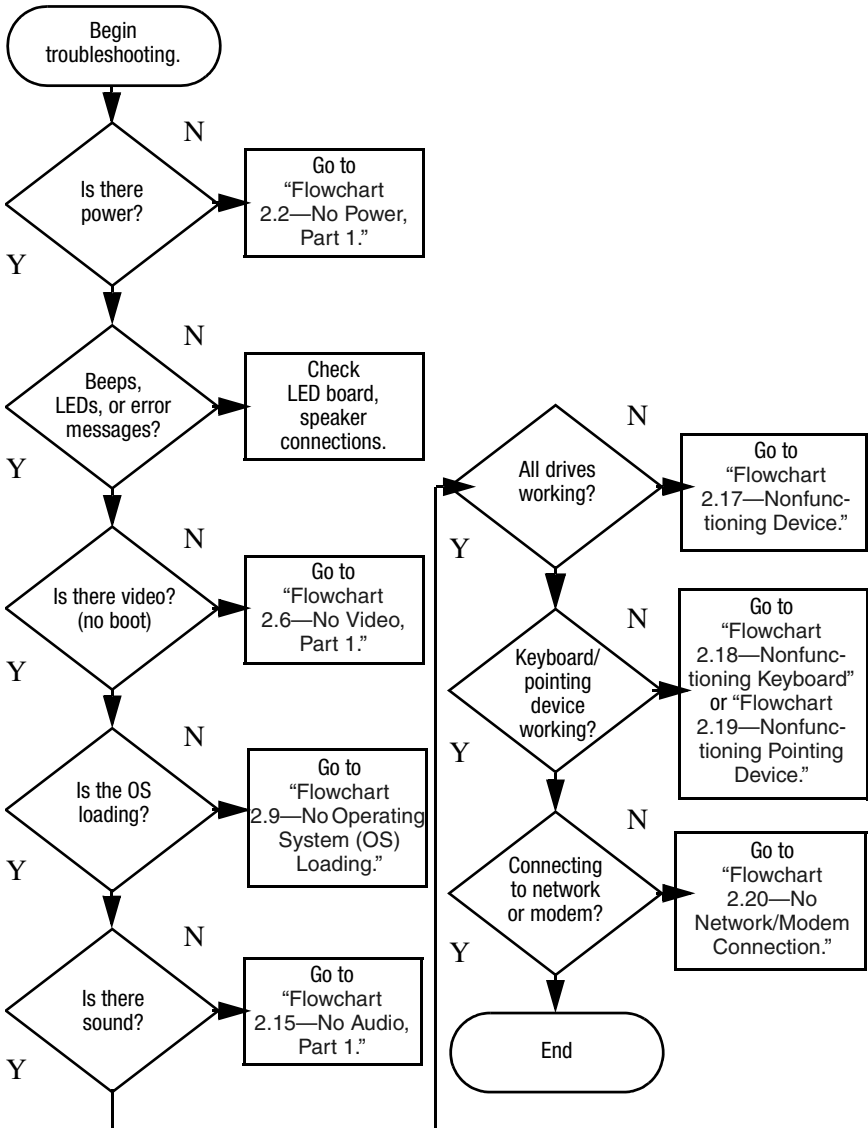 Begin
troubleshooting.
N
Is there
power?
Go to
“Flowchart
2.2—No Power,
Part 1.”
Y
N
Beeps,
LEDs, or error
messages?
Check
LED board,
speaker
connections.
Y
N
Is there video?
(no boot)
Go to
“Flowchart
2.6—No Video,
Part 1.”
Y
N
Is the OS
loading?
Go to
“Flowchart
2.9—No Operating
System (OS)
Loading.”
Y
N
Is there
sound?
Go to
“Flowchart
2.15—No Audio,
Part 1.”
Y
N
All drives
working?
Go to
“Flowchart
2.17—Nonfunc-
tioning Device.”
Y
N
Keyboard/
pointing
device
working?
Go to
“Flowchart
2.18—Nonfunc-
tioning Keyboard”
or “Flowchart
2.19—Nonfunc-
tioning Pointing
Device.”
Y
N
Connecting
to network
or modem?
Go to
“Flowchart
2.20—No
Network/Modem
Connection.”
Y
End